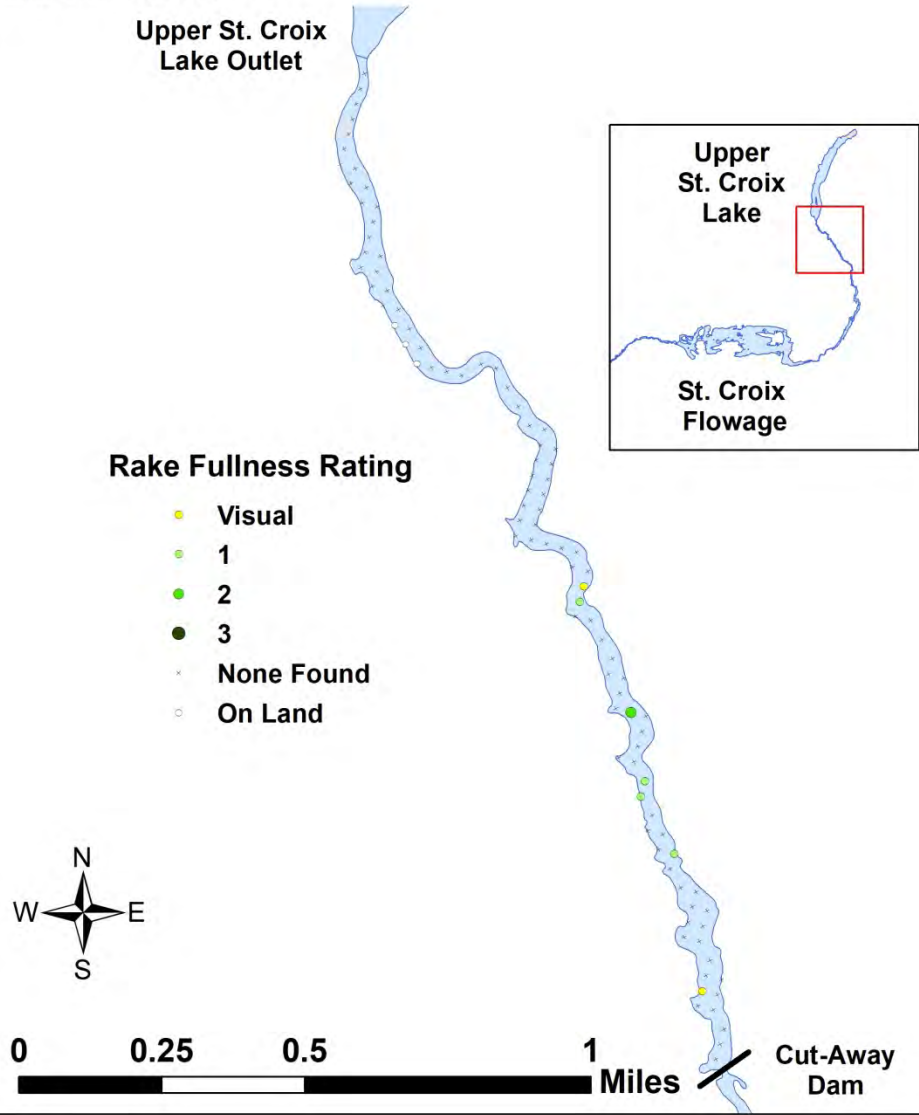 Upper St. Croix
Lake Outlet
Upper
St. Croix
Lake
St. Croix
Flowage
Rake Fullness Rating
Visual
1
2
3
None Found
On Land
N
W E
S
0 0.25 0.5 1
Miles
Cut-Away
Dam